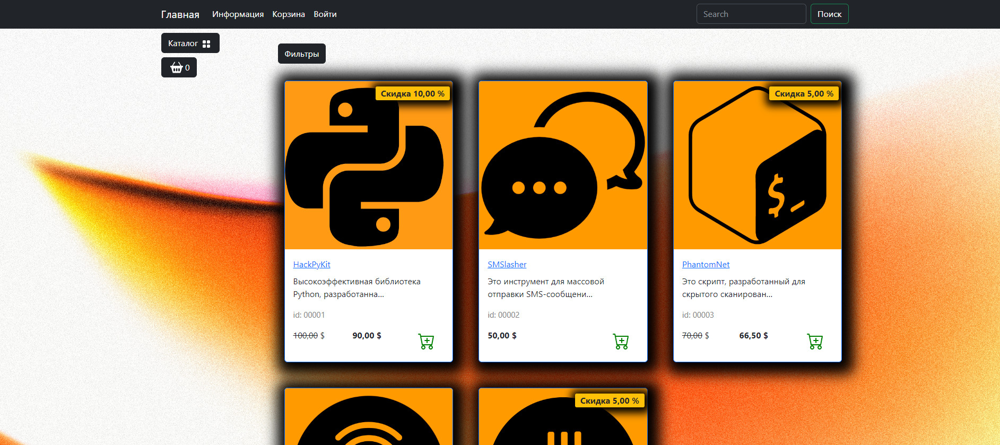 Главная Информация Корзина Войти Search Поиск
Каталог
0
Фильтры
Скидка 10,00 %
HackPyKit
Высокоэффективная библиотека
Python, разработанна...
id: 00001
100,00 $ 90,00 $
SMSlasher
Это инструмент для массовой
отправки SMS-сообщени...
id: 00002
50,00 $
Скидка 5,00 %
$_
PhantomNet
Это скрипт, разработанный для
скрытого сканирован...
id: 00003
70,00 $ 66,50 $
Скидка 5,00 %